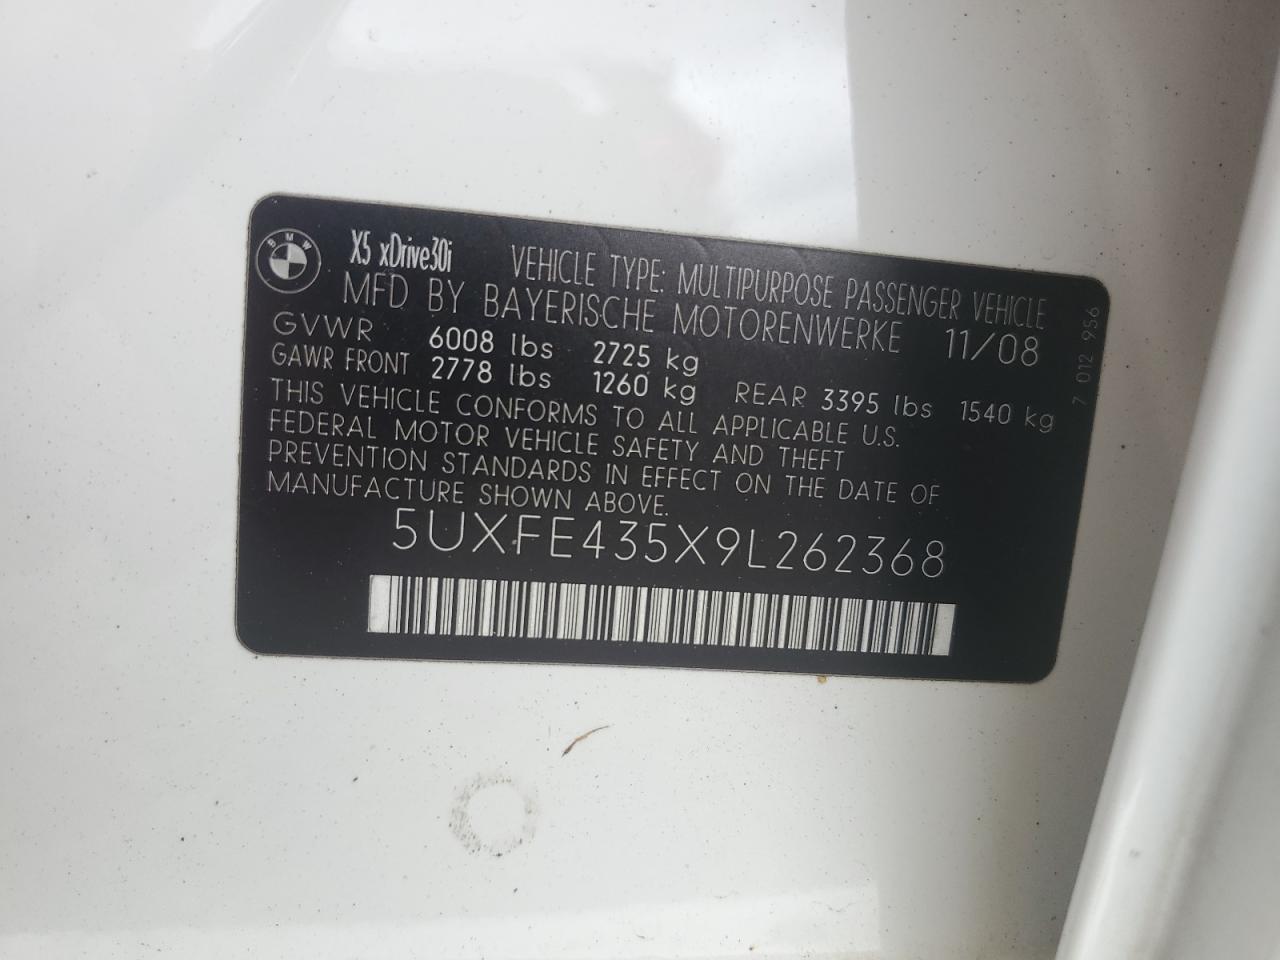 BMW
X5 xDrive30i VEHICLE TYPE: MULTIPURPOSE PASSENGER VEHICLE
MFD BY BAYERISCHE MOTORENWERKE 11/08
GVWR 6008 lbs 2725 kg
GAWR FRONT 2778 lbs 1260 kg REAR 3395 lbs 1540 kg
THIS VEHICLE CONFORMS TO ALL APPLICABLE U.S.
FEDERAL MOTOR VEHICLE SAFETY AND THEFT
PREVENTION STANDARDS IN EFFECT ON THE DATE OF
MANUFACTURE SHOWN ABOVE.
5UXFE435X9L262368
7 012 956